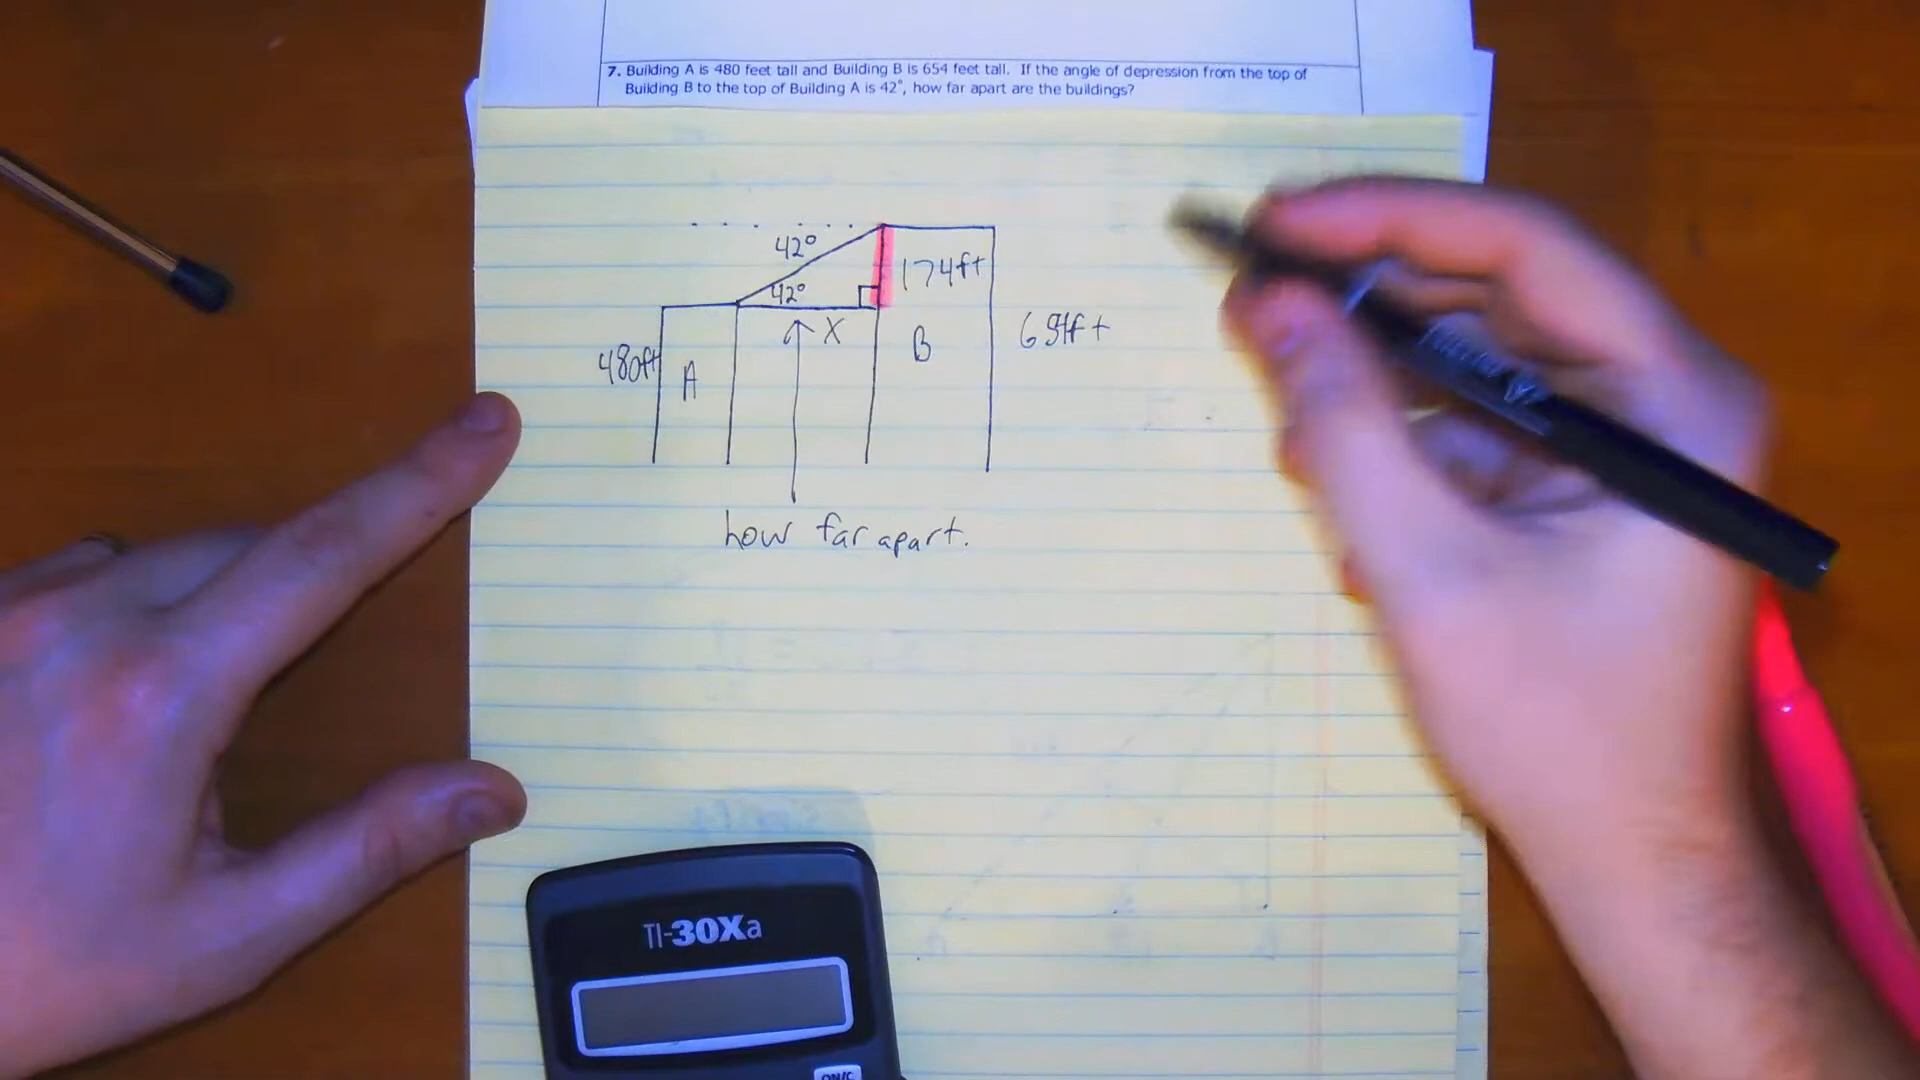 7. Building A is 480 feet tall and Building B is 654 feet tall. If the angle of depression from the top of
Building B to the top of Building A is 42°, how far apart are the buildings?
42°
174ft
42°
X
B
654ft
480ft
A
how far apart.
TI-30Xa
ON/C